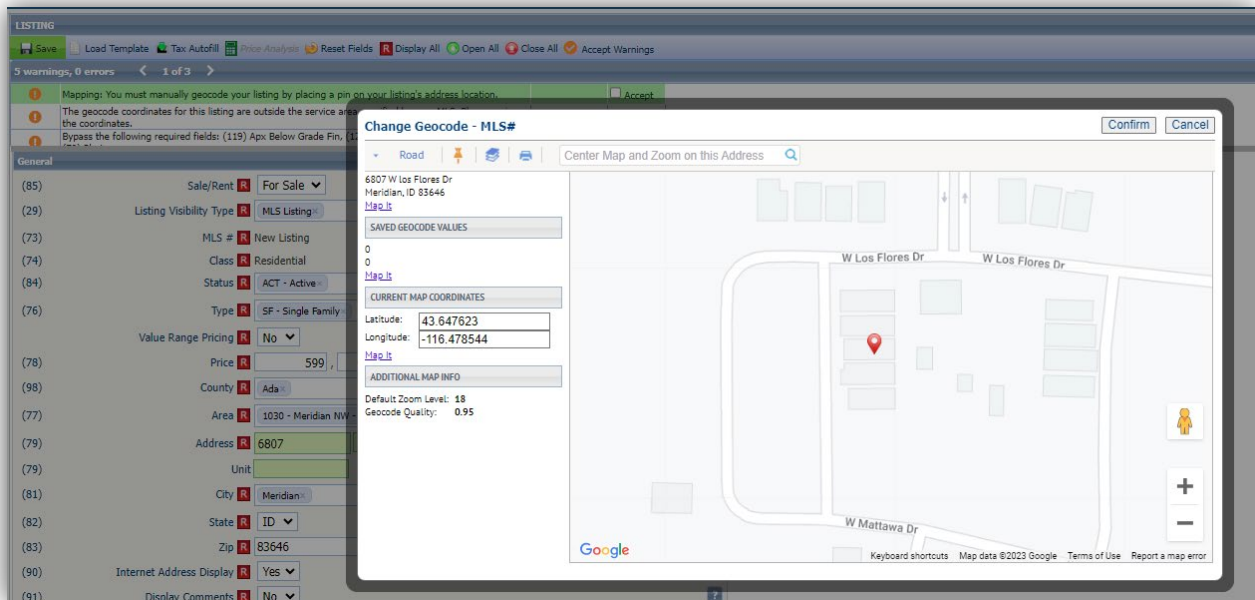 LISTING
Save Load Template Tax Autofill Price Analysis Reset Fields R Display All Open All Close All Accept Warnings
5 warnings, 0 errors < 1 of 3 >
Mapping: You must manually geocode your listing by placing a pin on your listing's address location. Accept
The geocode coordinates for this listing are outside the service area
the coordinates.
Bypass the following required fields: (119) Apx Below Grade Fin,
General
(85) Sale/Rent R For Sale
(29) Listing Visibility Type R MLS Listing×
(73) MLS # R New Listing
(74) Class R Residential
(84) Status R ACT - Active×
(76) Type R SF - Single Family×
Value Range Pricing R No
(78) Price R 599 ,
(98) County R Ada×
(77) Area R 1030 - Meridian NW -
(79) Address R 6807
(79) Unit
(81) City R Meridian×
(82) State R ID
(83) Zip R 83646
(90) Internet Address Display R Yes
(91) Display Comments R No
?
Change Geocode - MLS#
Confirm Cancel
Road
Center Map and Zoom on this Address
6807 W los Flores Dr
Meridian, ID 83646
Map It
SAVED GEOCODE VALUES
0
0
Map It
CURRENT MAP COORDINATES
Latitude: 43.647623
Longitude: -116.478544
Map It
ADDITIONAL MAP INFO
Default Zoom Level: 18
Geocode Quality: 0.95
W Los Flores Dr
W Los Flores Dr
W Mattawa Dr
+
−
Google
Keyboard shortcuts Map data ©2023 Google Terms of Use Report a map error